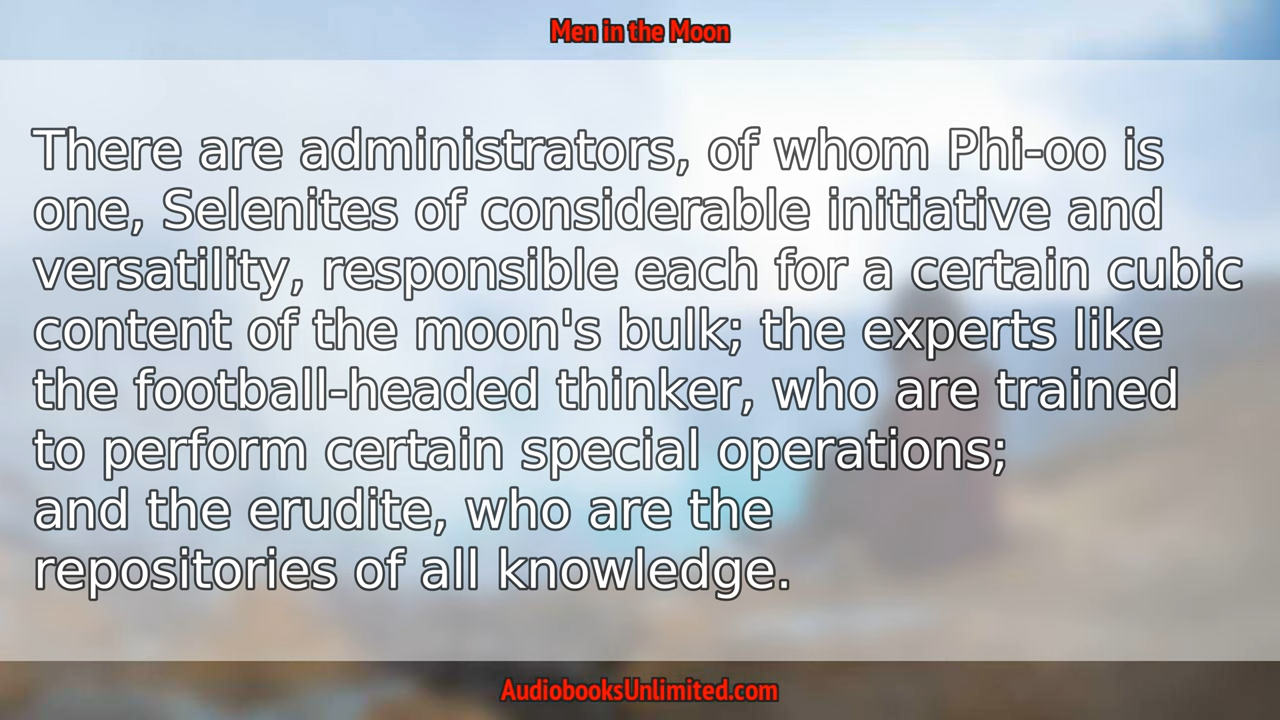 Men in the Moon
There are administrators, of whom Phi-oo is
one, Selenites of considerable initiative and
versatility, responsible each for a certain cubic
content of the moon's bulk; the experts like
the football-headed thinker, who are trained
to perform certain special operations;
and the erudite, who are the
repositories of all knowledge.
AudiobooksUnlimited.com